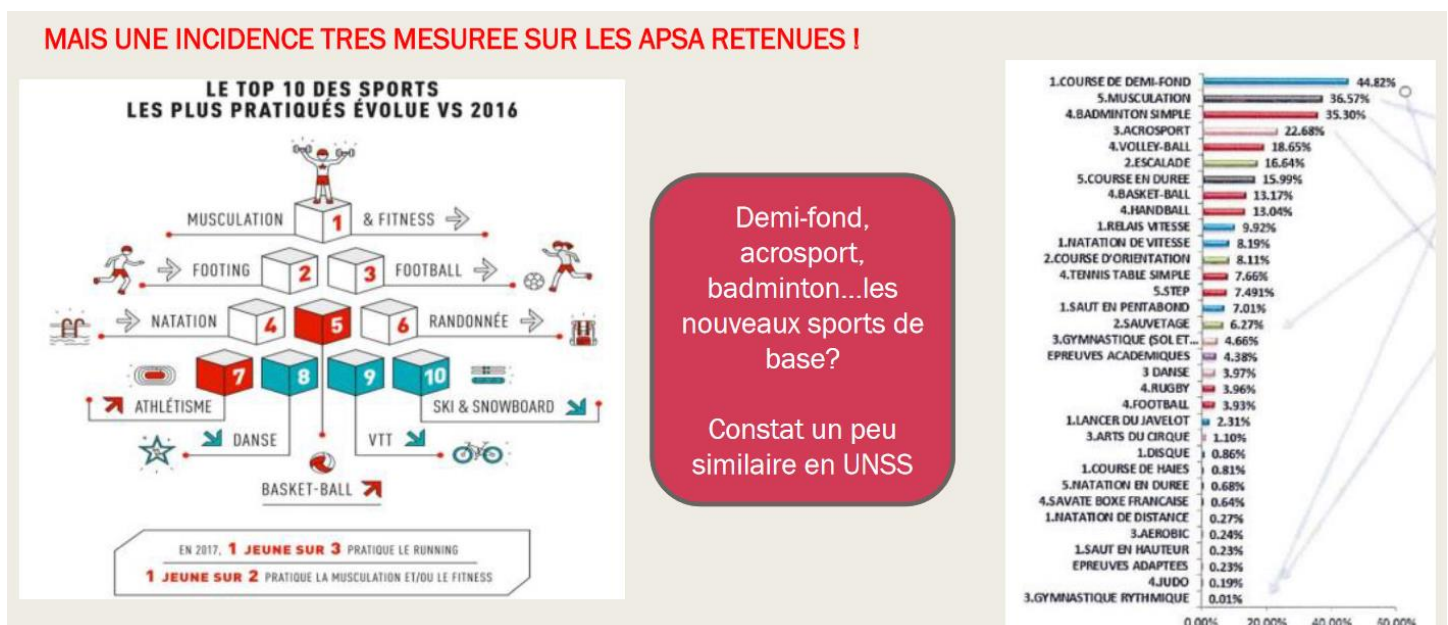 MAIS UNE INCIDENCE TRES MESUREE SUR LES APSA RETENUES !
LE TOP 10 DES SPORTS
LES PLUS PRATIQUÉS ÉVOLUE VS 2016
MUSCULATION 1 & FITNESS
FOOTING 2 3 FOOTBALL
NATATION 4 5 6 RANDONNÉE
7 8 9 10
ATHLÉTISME SKI & SNOWBOARD
DANSE VTT
BASKET-BALL
EN 2017, 1 JEUNE SUR 3 PRATIQUE LE RUNNING
1 JEUNE SUR 2 PRATIQUE LA MUSCULATION ET/OU LE FITNESS
Demi-fond,
acrosport,
badminton...les
nouveaux sports de
base?
Constat un peu
similaire en UNSS
1.COURSE DE DEMI-FOND 44.82%
5.MUSCULATION 36.57%
4.BADMINTON SIMPLE 35.30%
3.ACROSPORT 22.68%
4.VOLLEY-BALL 18.65%
2.ESCALADE 16.64%
5.COURSE EN DUREE 15.99%
4.BASKET-BALL 13.17%
4.HANDBALL 13.04%
1.RELAIS VITESSE 9.92%
1.NATATION DE VITESSE 8.19%
2.COURSE D'ORIENTATION 8.11%
4.TENNIS TABLE SIMPLE 7.66%
5.STEP 7.491%
1.SAUT EN PENTABOND 7.01%
2.SAUVETAGE 6.27%
3.GYMNASTIQUE (SOL ET... 4.66%
EPREUVES ACADEMIQUES 4.38%
3 DANSE 3.97%
4.RUGBY 3.96%
4.FOOTBALL 3.93%
1.LANCER DU JAVELOT 2.31%
3.ARTS DU CIRQUE 1.10%
1.DISQUE 0.86%
1.COURSE DE HAIES 0.81%
5.NATATION EN DUREE 0.68%
4.SAVATE BOXE FRANCAISE 0.64%
1.NATATION DE DISTANCE 0.27%
3.AEROBIC 0.24%
1.SAUT EN HAUTEUR 0.23%
EPREUVES ADAPTEES 0.23%
4.JUDO 0.19%
3.GYMNASTIQUE RYTHMIQUE 0.01%
0.00% 20.00% 40.00% 60.00%